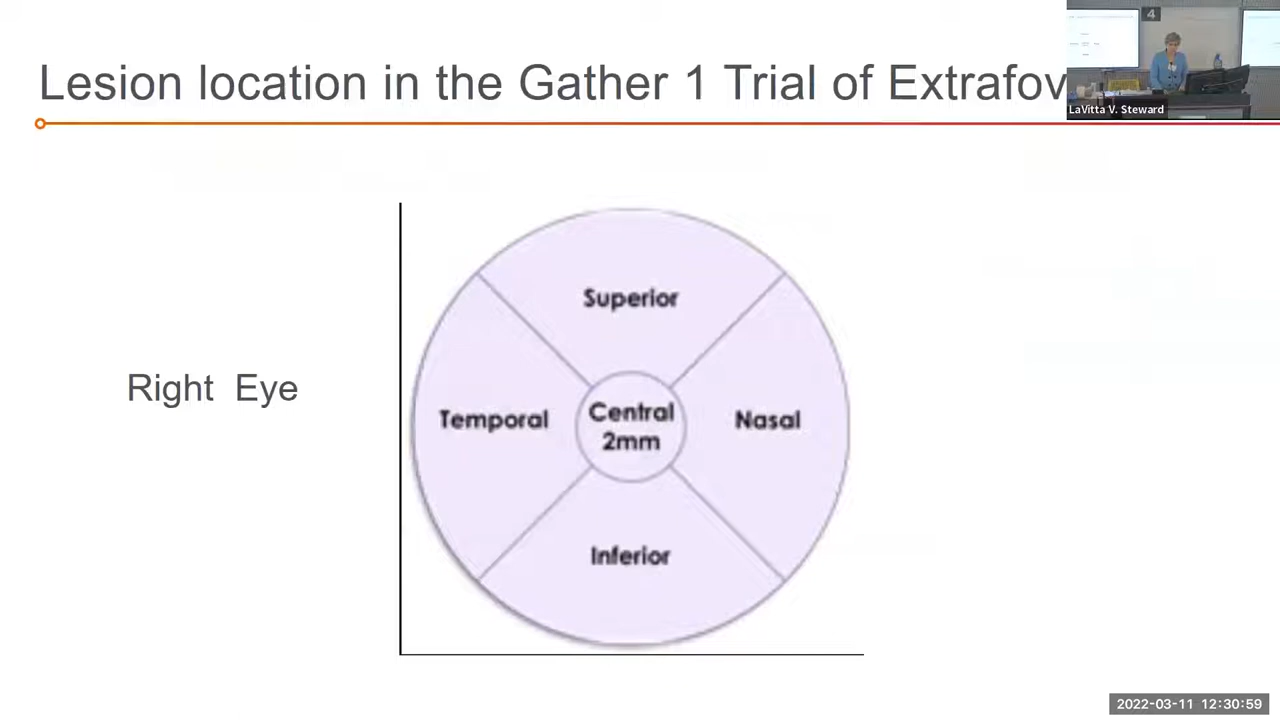 Lesion location in the Gather 1 Trial of Extrafov
4
LaVitta V. Steward
Superior
Right Eye
Temporal
Central
2mm
Nasal
Inferior
2022-03-11 12:30:59